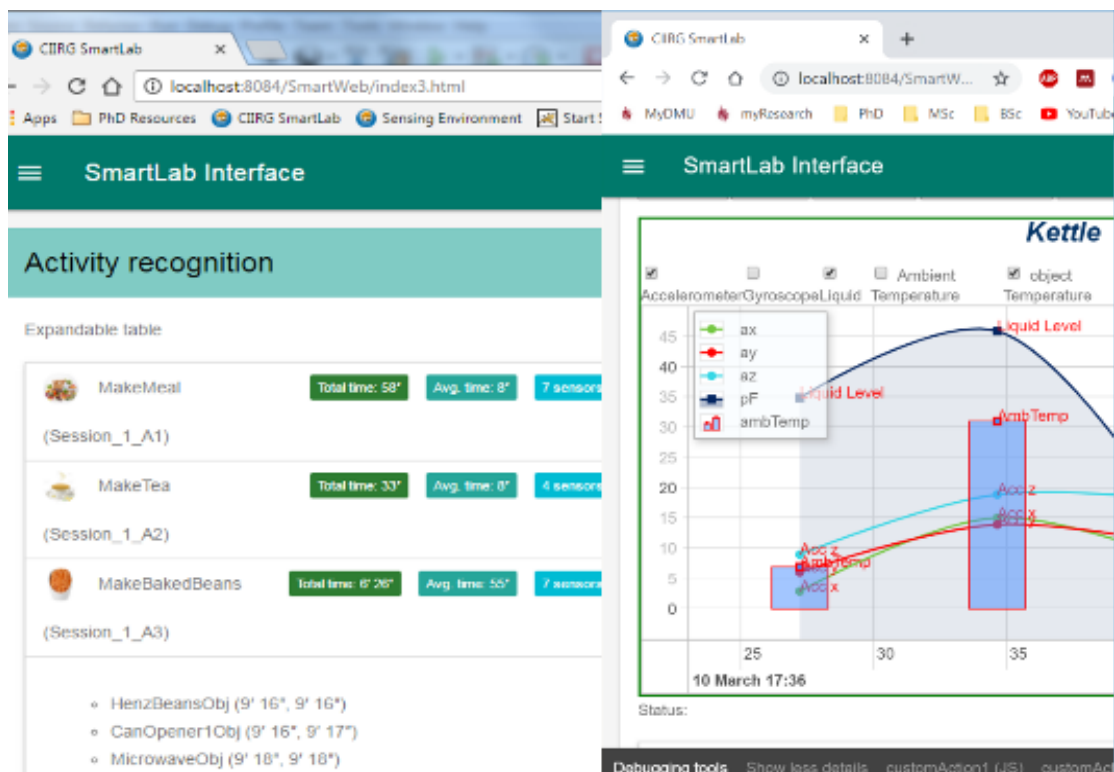 CIIRG SmartLab
localhost:8084/SmartWeb/index3.html
Apps PhD Resources CIIRG SmartLab Sensing Environment Start
SmartLab Interface
Activity recognition
Expandable table
MakeMeal Total time: 58" Avg. time: 8" 7 sensors
(Session_1_A1)
MakeTea Total time: 33" Avg. time: 8" 4 sensors
(Session_1_A2)
MakeBakedBeans Total time: 6' 26" Avg. time: 55" 7 sensors
(Session_1_A3)
HenzBeansObj (9' 16", 9' 16")
CanOpener1Obj (9' 16", 9' 17")
MicrowaveObj (9' 18", 9' 18")
CIIRG SmartLab
localhost:8084/SmartW...
MyOMU myResearch PhD MSc BSc YouTube
SmartLab Interface
Kettle
Accelerometer Gyroscope Liquid Ambient Temperature object Temperature
ax
ay
az
pF
ambTemp
45
40
35
30
25
20
15
10
5
0
Liquid Level
Liquid Level
AmbTemp
Acc z
Acc x
Acc z
AmbTemp
Acc x
25 30 35
10 March 17:36
Status:
Debugging tools Show less details customAction1 (JS)